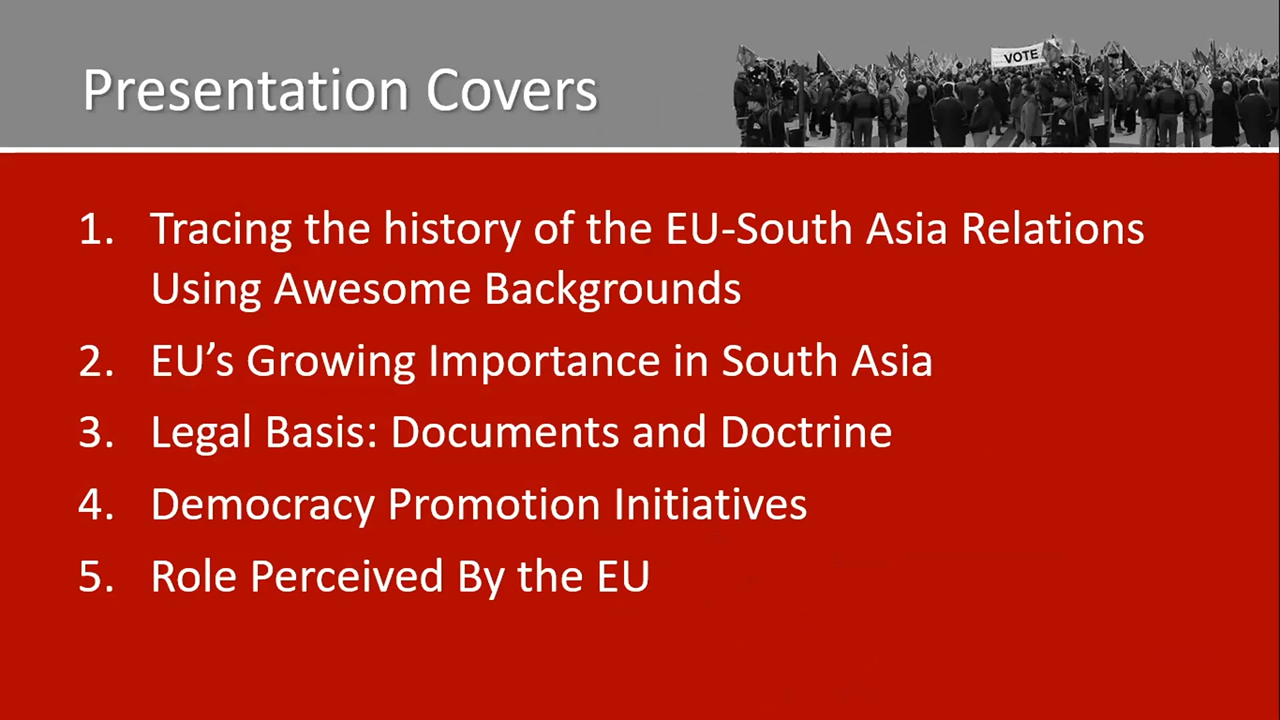 Presentation Covers
VOTE
1. Tracing the history of the EU-South Asia Relations
Using Awesome Backgrounds
2. EU’s Growing Importance in South Asia
3. Legal Basis: Documents and Doctrine
4. Democracy Promotion Initiatives
5. Role Perceived By the EU